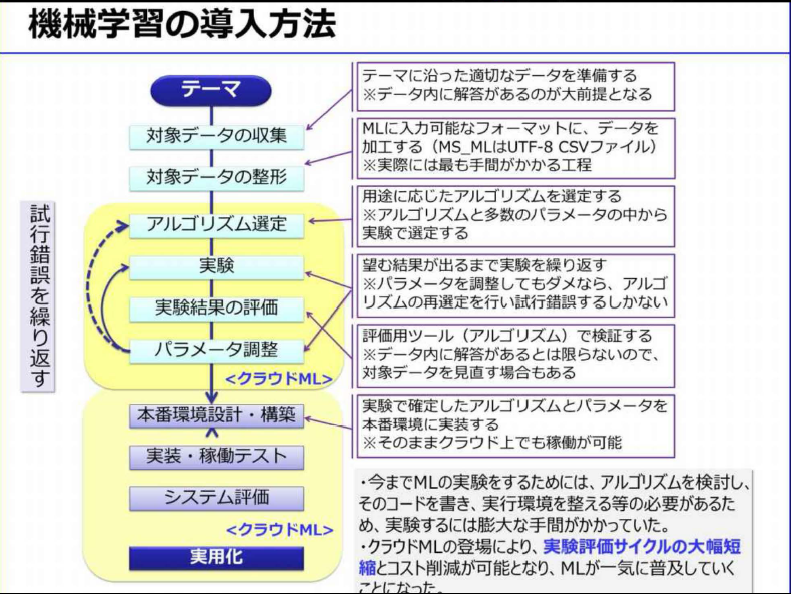 機械学習の導入方法
テーマ
対象データの収集
対象データの整形
アルゴリズム選定
実験
実験結果の評価
パラメータ調整
<クラウドML>
試行錯誤を繰り返す
本番環境設計・構築
実装・稼働テスト
システム評価
<クラウドML>
実用化
テーマに沿った適切なデータを準備する
※データ内に解答があるのが大前提となる
MLに入力可能なフォーマットに、データを
加工する（MS_MLはUTF-8 CSVファイル）
※実際には最も手間がかかる工程
用途に応じたアルゴリズムを選定する
※アルゴリズムと多数のパラメータの中から
実験で選定する
望む結果が出るまで実験を繰り返す
※パラメータを調整してもダメなら、アルゴ
リズムの再選定を行い試行錯誤するしかない
評価用ツール（アルゴリズム）で検証する
※データ内に解答があるとは限らないので、
対象データを見直す場合もある
実験で確定したアルゴリズムとパラメータを
本番環境に実装する
※そのままクラウド上でも稼働が可能
・今までMLの実験をするためには、アルゴリズムを検討し、
そのコードを書き、実行環境を整える等の必要があるた
め、実験するには膨大な手間がかかっていた。
・クラウドMLの登場により、実験評価サイクルの大幅短
縮とコスト削減が可能となり、MLが一気に普及していく
ことになった。